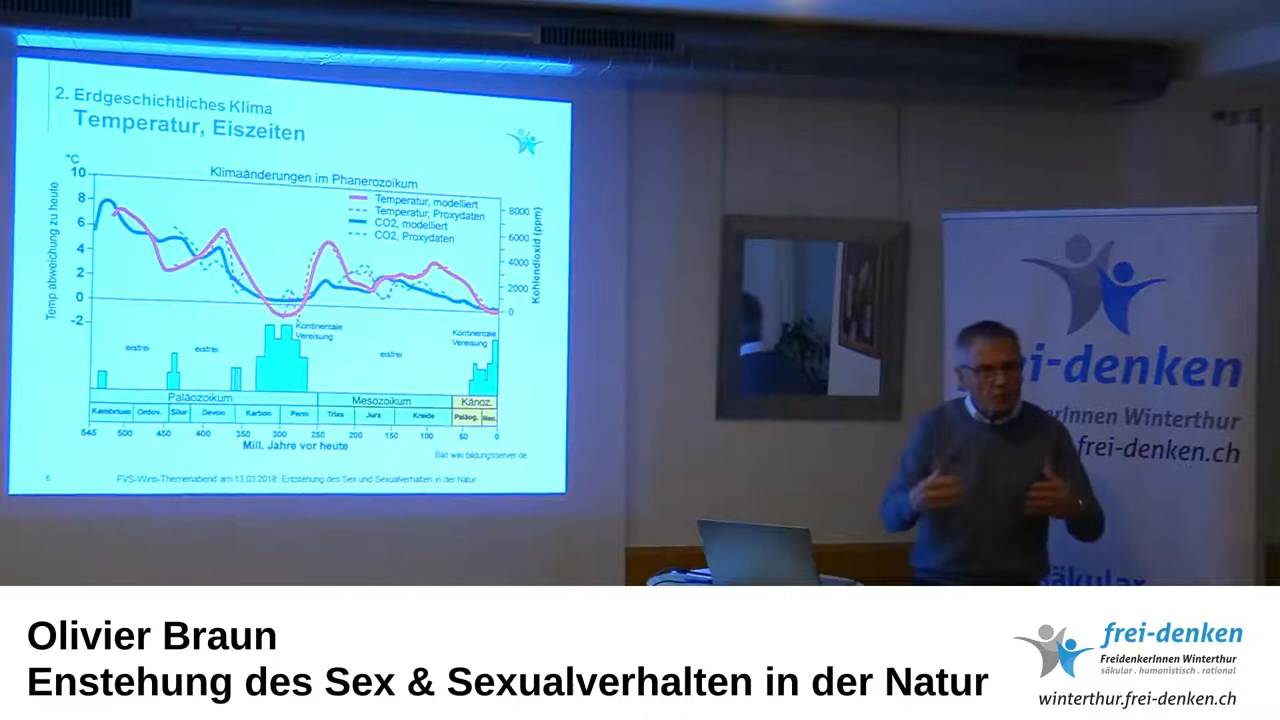 2. Erdgeschichtliches Klima
Temperatur, Eiszeiten
°C
Klimaänderungen im Phanerozoikum
Temperatur, modelliert
Temperatur, Proxydaten
CO2, modelliert
CO2, Proxydaten
10
8
6
4
2
0
-2
Temp abweichung zu heute
8000
6000
4000
2000
0
Kohlendioxid (ppm)
Kontinentale
Vereisung
Kontinentale
Vereisung
eisfrei
eisfrei
eisfrei
Paläozoikum
Mesozoikum
Känoz.
Kambrium Ordov. Silur Devon Karbon Perm Trias Jura Kreide Paläog. Neo.
545 500 450 400 350 300 250 200 150 100 50 0
Mill. Jahre vor heute
Bild wiki.bildungsserver.de
6
FVS-Winti-Themenabend am 13.03.2018: Entstehung des Sex und Sexualverhalten in der Natur
ei-denken
erInnen Winterthur
frei-denken.ch
säkular
Olivier Braun
Enstehung des Sex & Sexualverhalten in der Natur
frei-denken
FreidenkerInnen Winterthur
säkular . humanistisch . rational
winterthur.frei-denken.ch